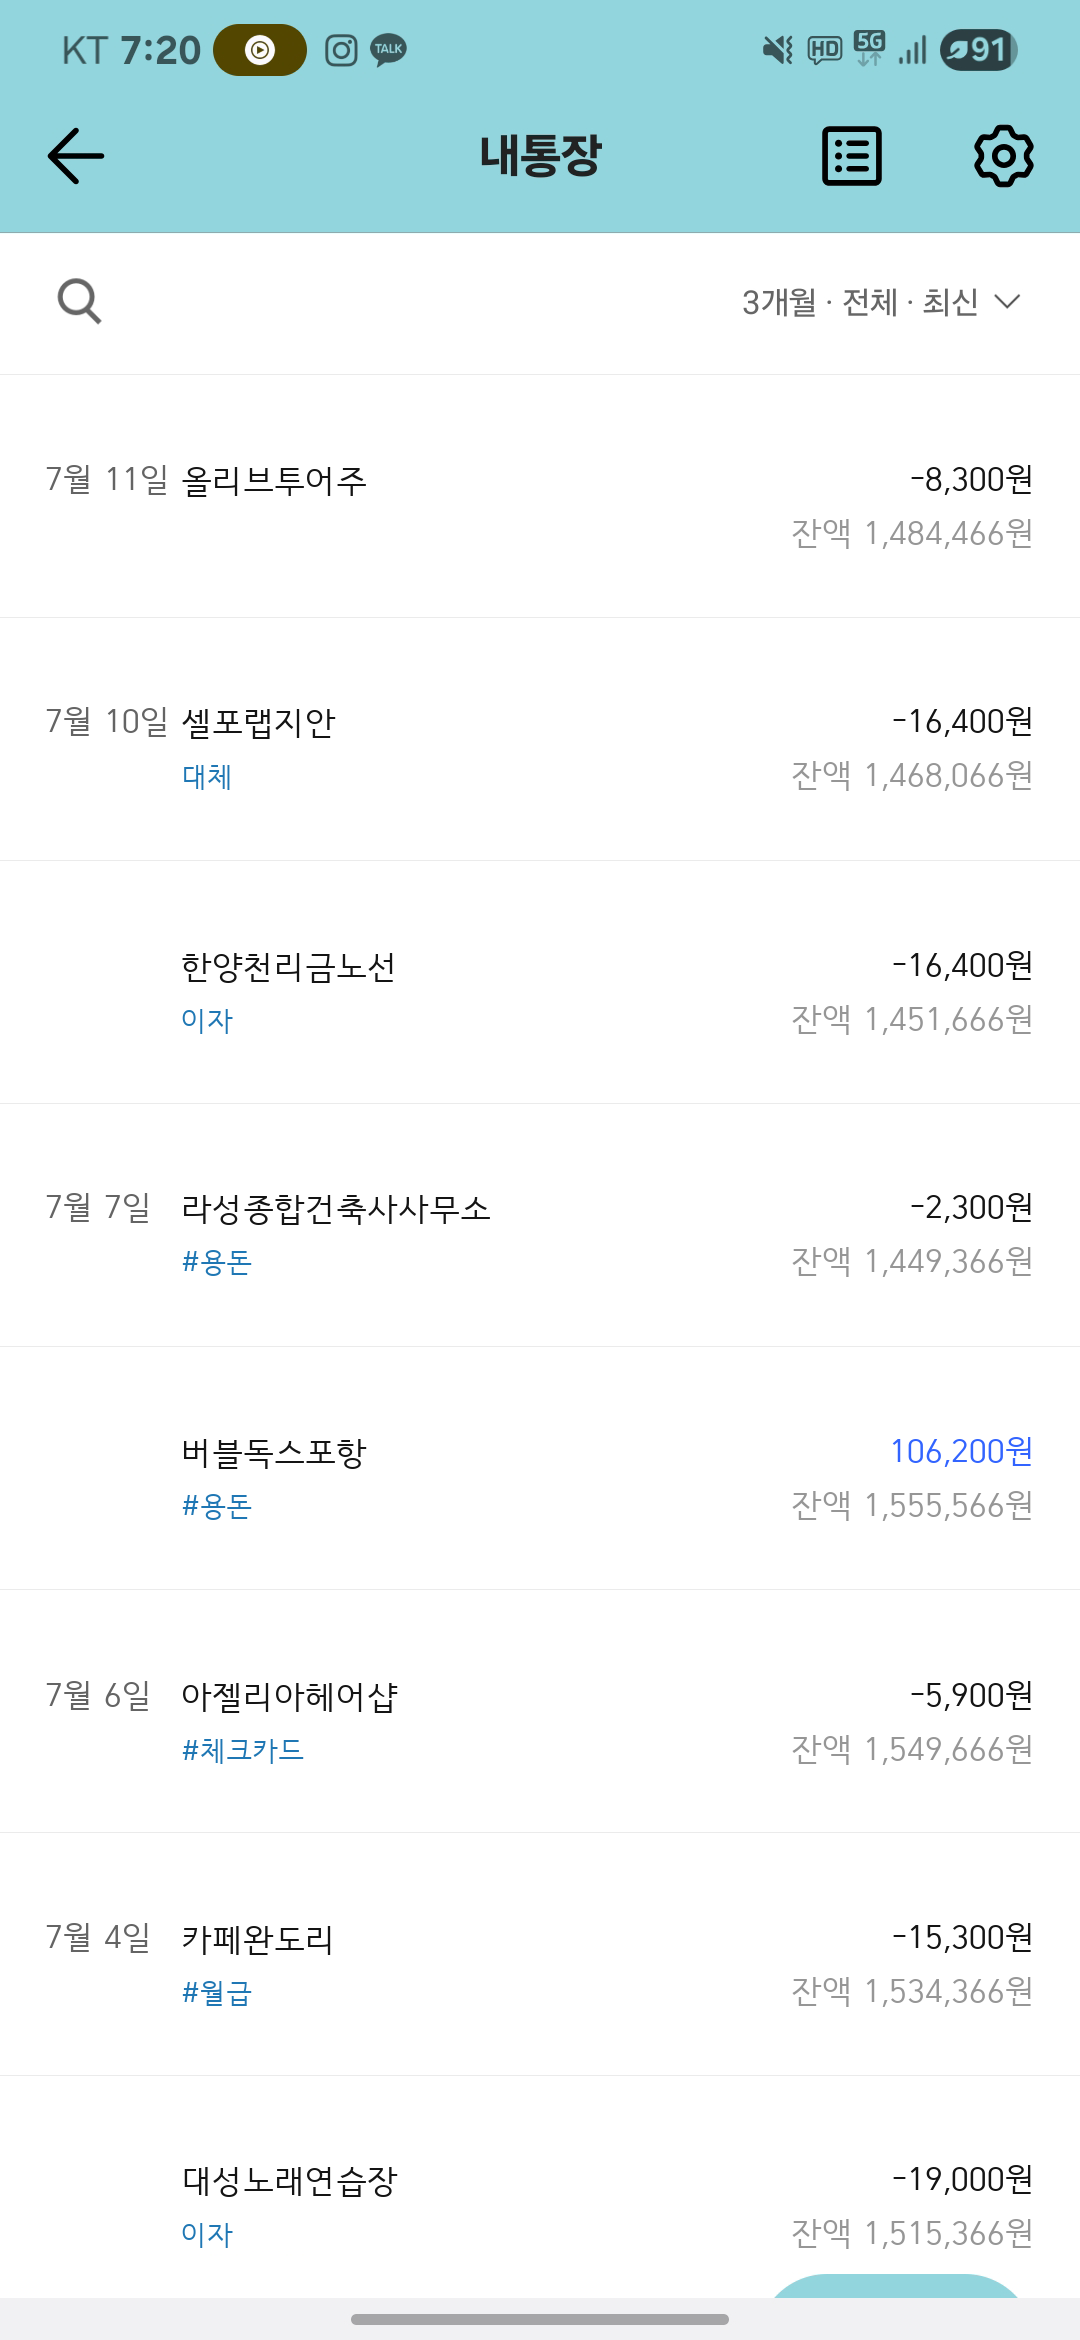 KT 7:20 TALK HD 5G 91
내통장
3개월 · 전체 · 최신
7월 11일 올리브투어주 -8,300원
잔액 1,484,466원
7월 10일 셀포랩지안 -16,400원
대체 잔액 1,468,066원
한양천리금노선 -16,400원
이자 잔액 1,451,666원
7월 7일 라성종합건축사사무소 -2,300원
#용돈 잔액 1,449,366원
버블독스포항 106,200원
#용돈 잔액 1,555,566원
7월 6일 아젤리아헤어샵 -5,900원
#체크카드 잔액 1,549,666원
7월 4일 카페완도리 -15,300원
#월급 잔액 1,534,366원
대성노래연습장 -19,000원
이자 잔액 1,515,366원